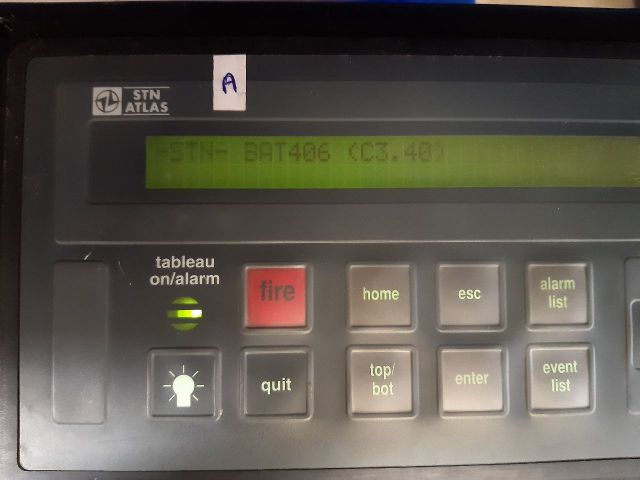 A
STN
ATLAS
-STN- BAT406 (C3.40)
tableau
on/alarm
fire
home
esc
alarm
list
quit
top/
bot
enter
event
list